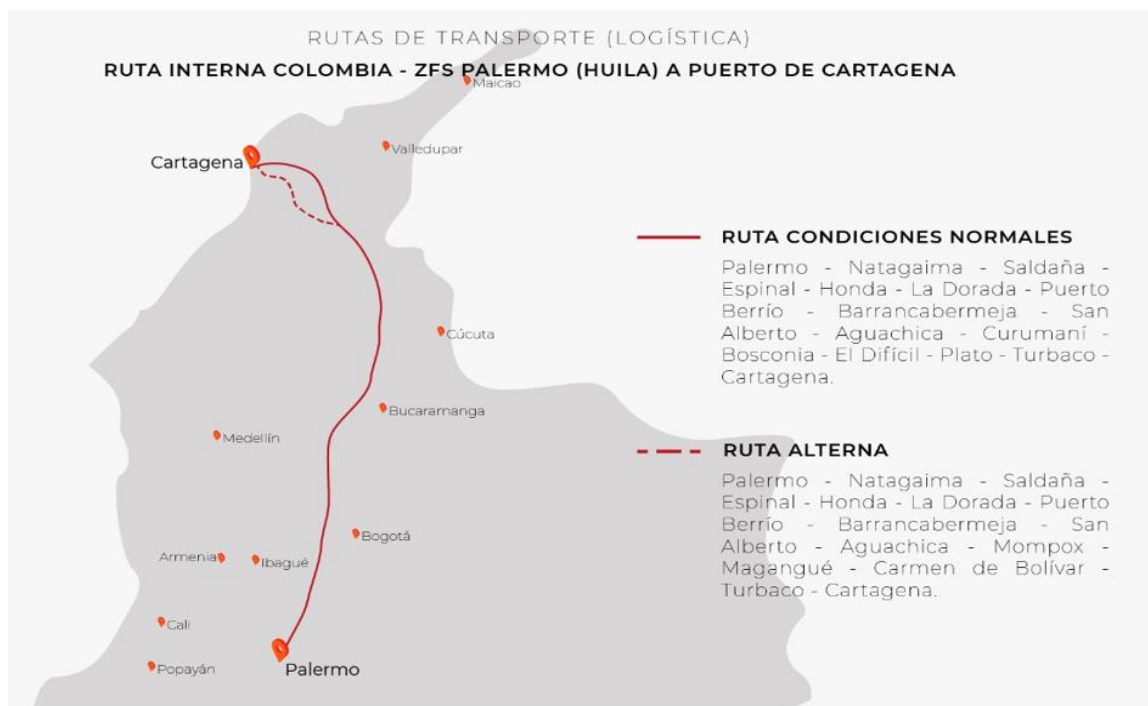 RUTAS DE TRANSPORTE (LOGÍSTICA)
RUTA INTERNA COLOMBIA - ZFS PALERMO (HUILA) A PUERTO DE CARTAGENA
Maicao
Valledupar
Cartagena
Cúcuta
Bucaramanga
Medellín
Bogotá
Armenia
Ibagué
Cali
Popayán
Palermo
RUTA CONDICIONES NORMALES
Palermo - Natagaima - Saldaña -
Espinal - Honda - La Dorada - Puerto
Berrío - Barrancabermeja - San
Alberto - Aguachica - Curumaní -
Bosconia - El Difícil - Plato - Turbaco -
Cartagena.
RUTA ALTERNA
Palermo - Natagaima - Saldaña -
Espinal - Honda - La Dorada - Puerto
Berrío - Barrancabermeja - San
Alberto - Aguachica - Mompox -
Magangué - Carmen de Bolívar -
Turbaco - Cartagena.